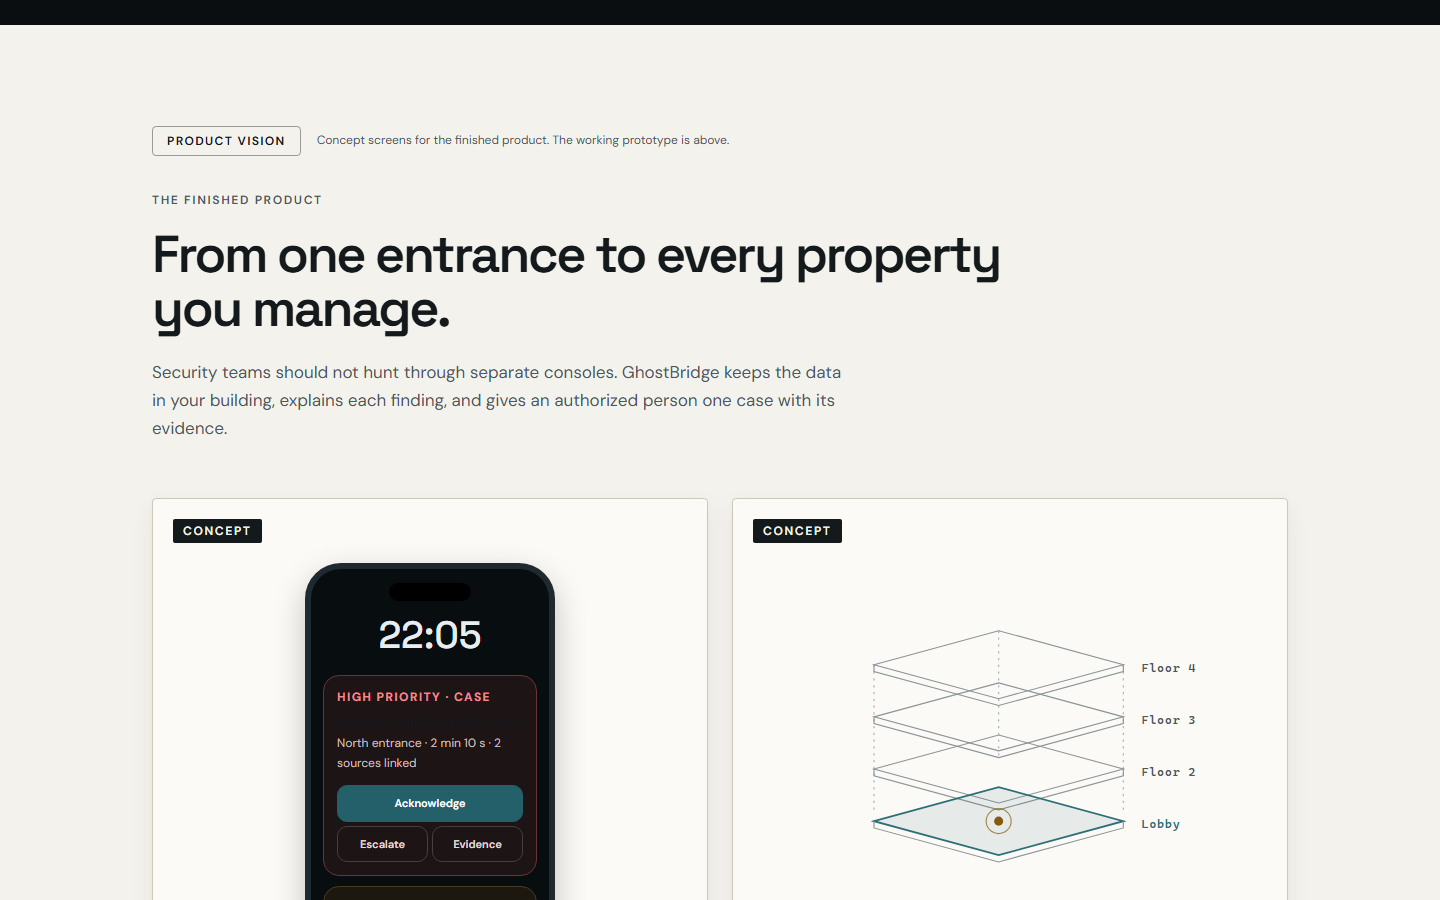 PRODUCT VISION
Concept screens for the finished product. The working prototype is above.
THE FINISHED PRODUCT
From one entrance to every property
you manage.
Security teams should not hunt through separate consoles. GhostBridge keeps the data
in your building, explains each finding, and gives an authorized person one case with its
evidence.
CONCEPT
22:05
HIGH PRIORITY · CASE
North entrance · 2 min 10 s · 2
sources linked
Acknowledge
Escalate
Evidence
CONCEPT
Floor 4
Floor 3
Floor 2
Lobby